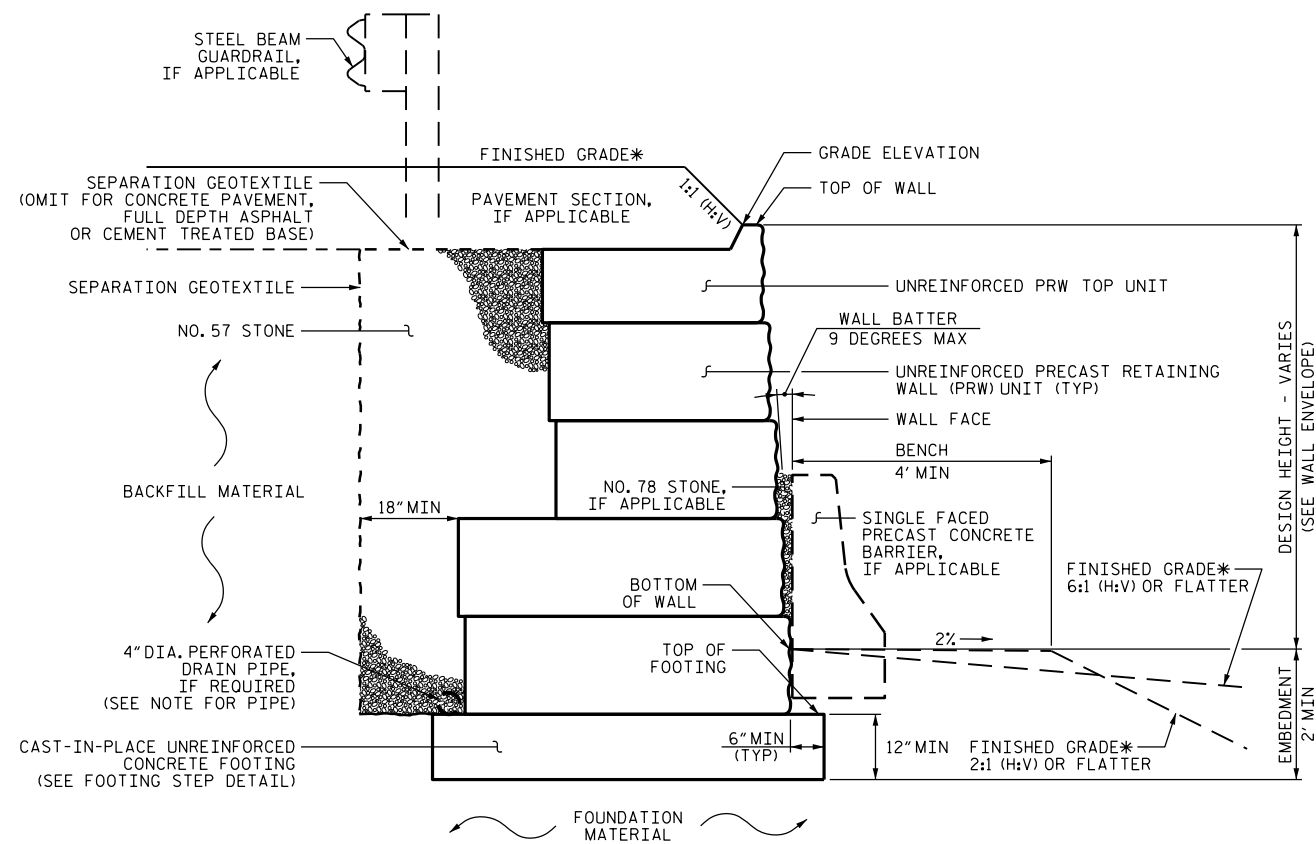 STEEL BEAM
GUARDRAIL,
IF APPLICABLE
FINISHED GRADE*
GRADE ELEVATION
TOP OF WALL
1:1 (H:V)
SEPARATION GEOTEXTILE
(OMIT FOR CONCRETE PAVEMENT,
FULL DEPTH ASPHALT
OR CEMENT TREATED BASE)
PAVEMENT SECTION,
IF APPLICABLE
SEPARATION GEOTEXTILE
UNREINFORCED PRW TOP UNIT
NO. 57 STONE
WALL BATTER
9 DEGREES MAX
UNREINFORCED PRECAST RETAINING
WALL (PRW) UNIT (TYP)
WALL FACE
BENCH
4' MIN
DESIGN HEIGHT - VARIES
(SEE WALL ENVELOPE)
BACKFILL MATERIAL
18" MIN
NO. 78 STONE,
IF APPLICABLE
SINGLE FACED
PRECAST CONCRETE
BARRIER,
IF APPLICABLE
FINISHED GRADE*
6:1 (H:V) OR FLATTER
BOTTOM
OF WALL
2%
4" DIA. PERFORATED
DRAIN PIPE,
IF REQUIRED
(SEE NOTE FOR PIPE)
TOP OF
FOOTING
EMBEDMENT
2' MIN
CAST-IN-PLACE UNREINFORCED
CONCRETE FOOTING
(SEE FOOTING STEP DETAIL)
6" MIN
(TYP)
12" MIN
FINISHED GRADE*
2:1 (H:V) OR FLATTER
FOUNDATION
MATERIAL